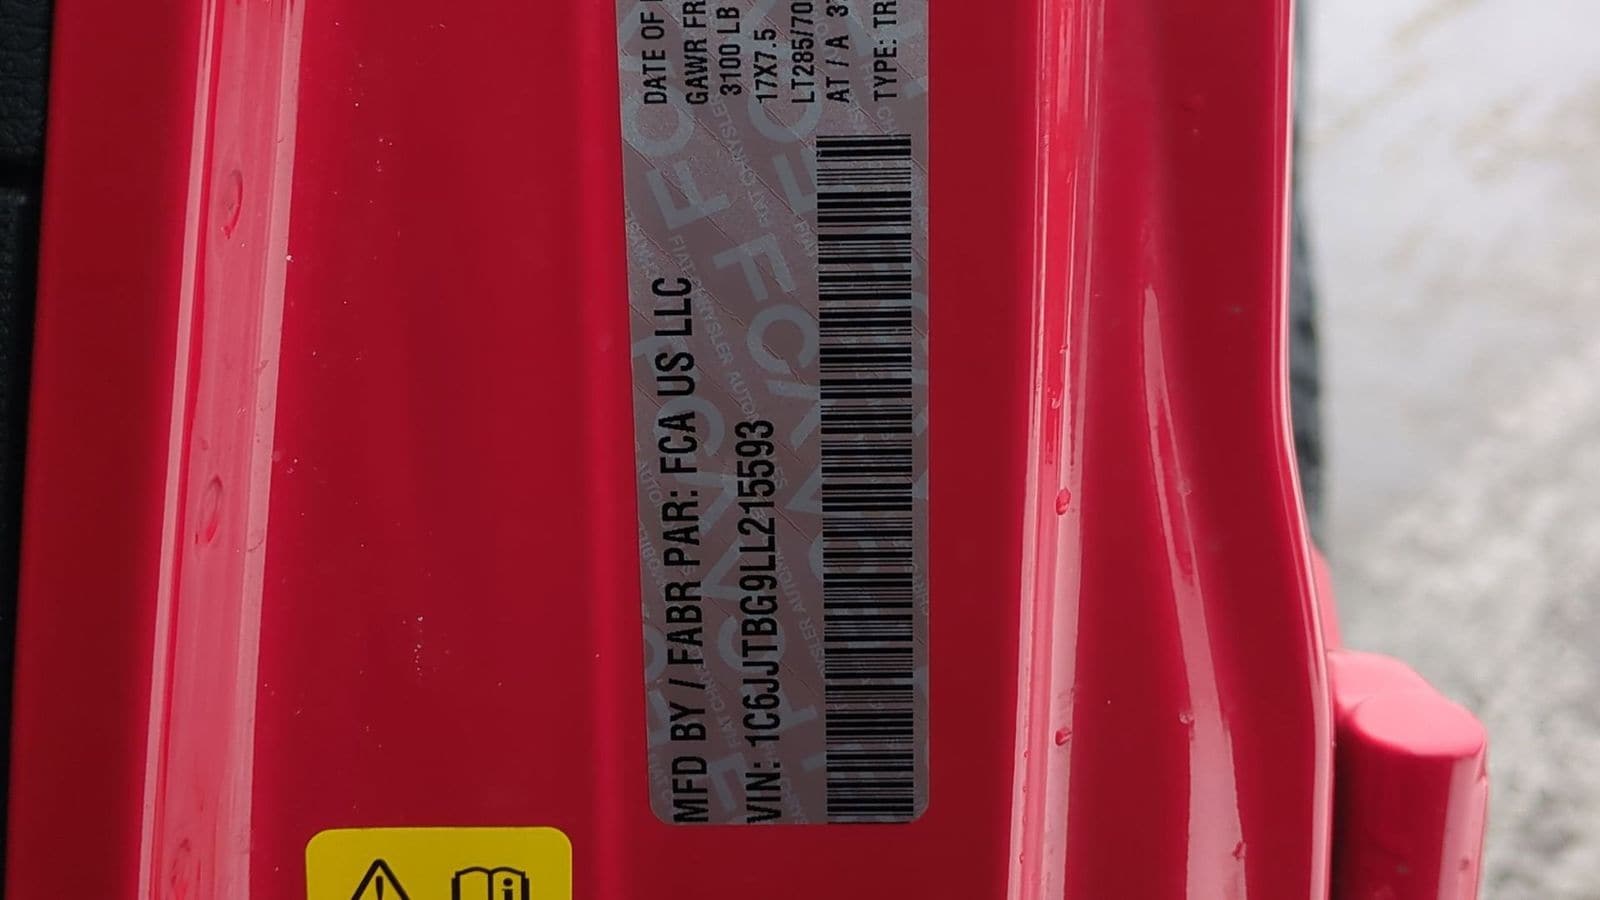 MFD BY / FABR PAR: FCA US LLC
VIN: 1C6JJTBG9LL215593
DATE OF
GAWR FR
3100 LB
17X7.5
LT285/70
AT / A
TYPE: TR